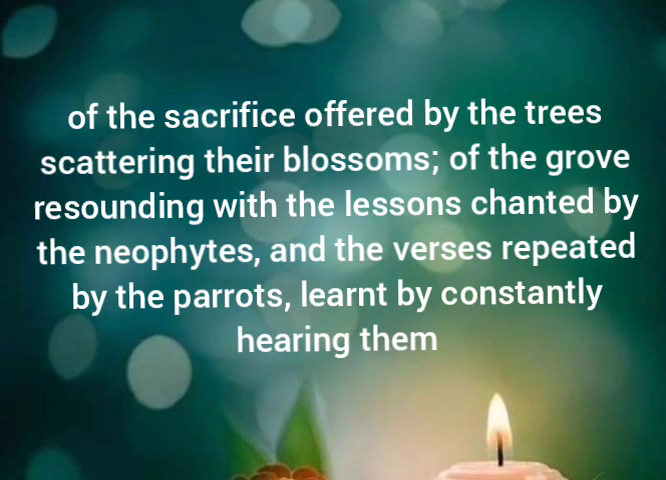 of the sacrifice offered by the trees
scattering their blossoms; of the grove
resounding with the lessons chanted by
the neophytes, and the verses repeated
by the parrots, learnt by constantly
hearing them